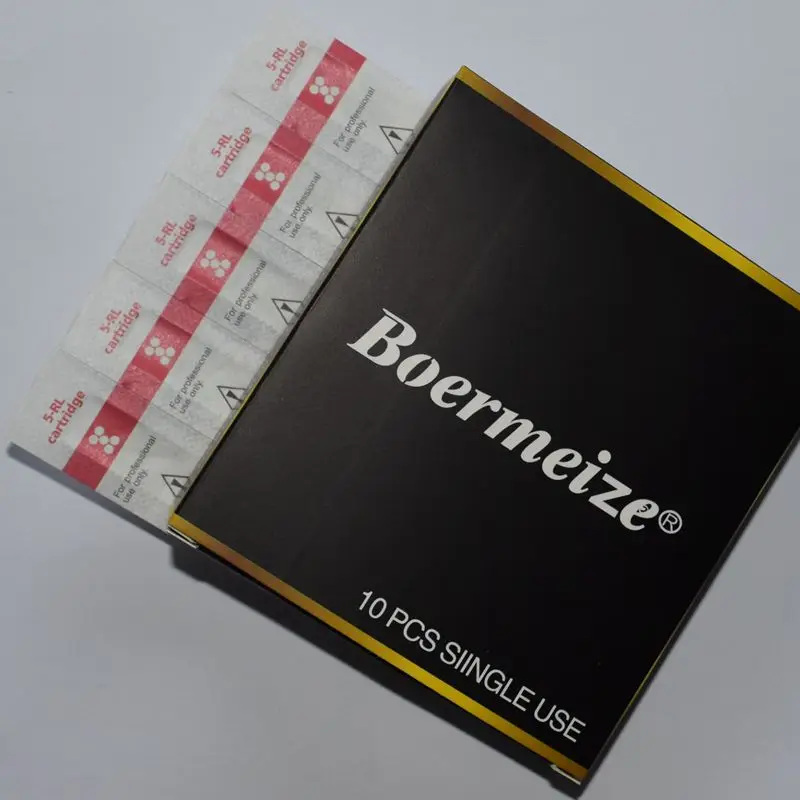 5-RL
cartridge
For professional
use only.
5-RL
cartridge
For professional
use only.
5-RL
cartridge
For professional
use only.
5-RL
cartridge
For professional
use only.
5-RL
cartridge
For professional
use only.
Boermeize®
10 PCS SIINGLE USE